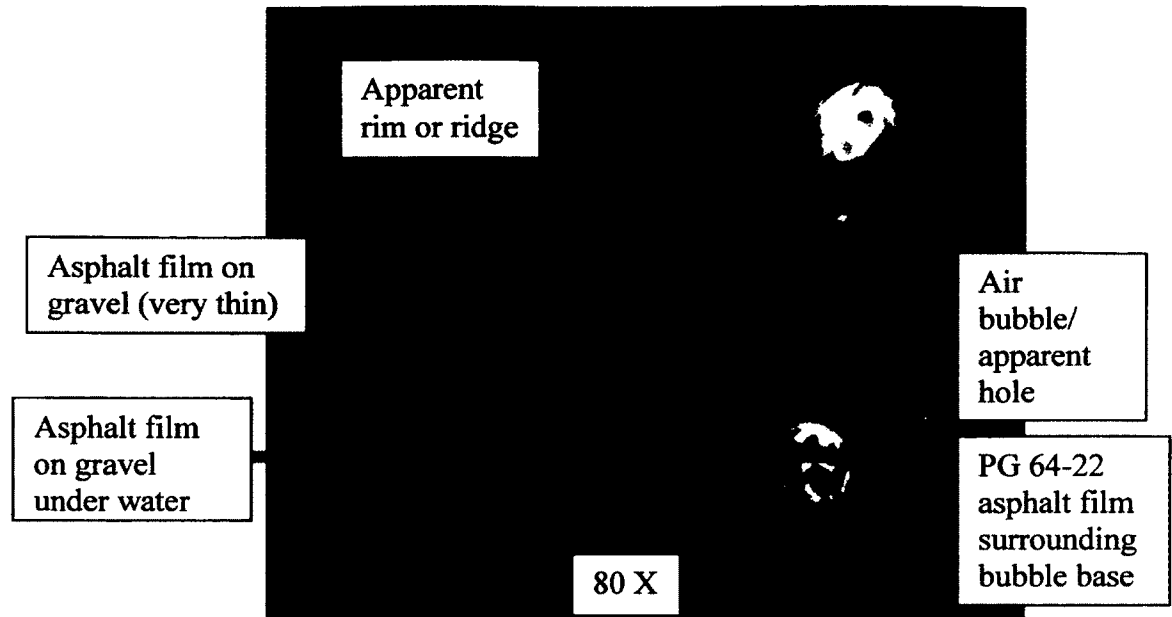 Apparent
rim or ridge
Asphalt film on
gravel (very thin)
Air
bubble/
apparent
hole
Asphalt film
on gravel
under water
PG 64-22
asphalt film
surrounding
bubble base
80 X